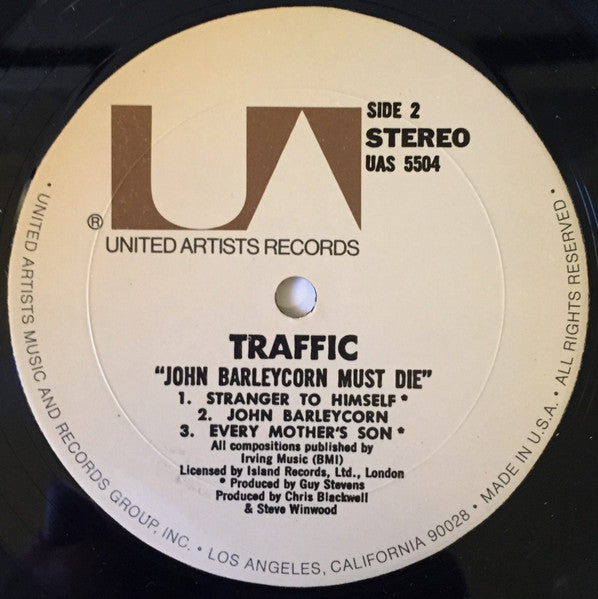 UA
SIDE 2
STEREO
UAS 5504
®
UNITED ARTISTS RECORDS
TRAFFIC
"JOHN BARLEYCORN MUST DIE"
1. STRANGER TO HIMSELF *
2. JOHN BARLEYCORN
3. EVERY MOTHER'S SON *
All compositions published by
Irving Music (BMI)
Licensed by Island Records, Ltd., London
* Produced by Guy Stevens
Produced by Chris Blackwell
& Steve Winwood
• UNITED ARTISTS MUSIC AND RECORDS GROUP, INC. • LOS ANGELES, CALIFORNIA 90028 • MADE IN U.S.A. • ALL RIGHTS RESERVED •